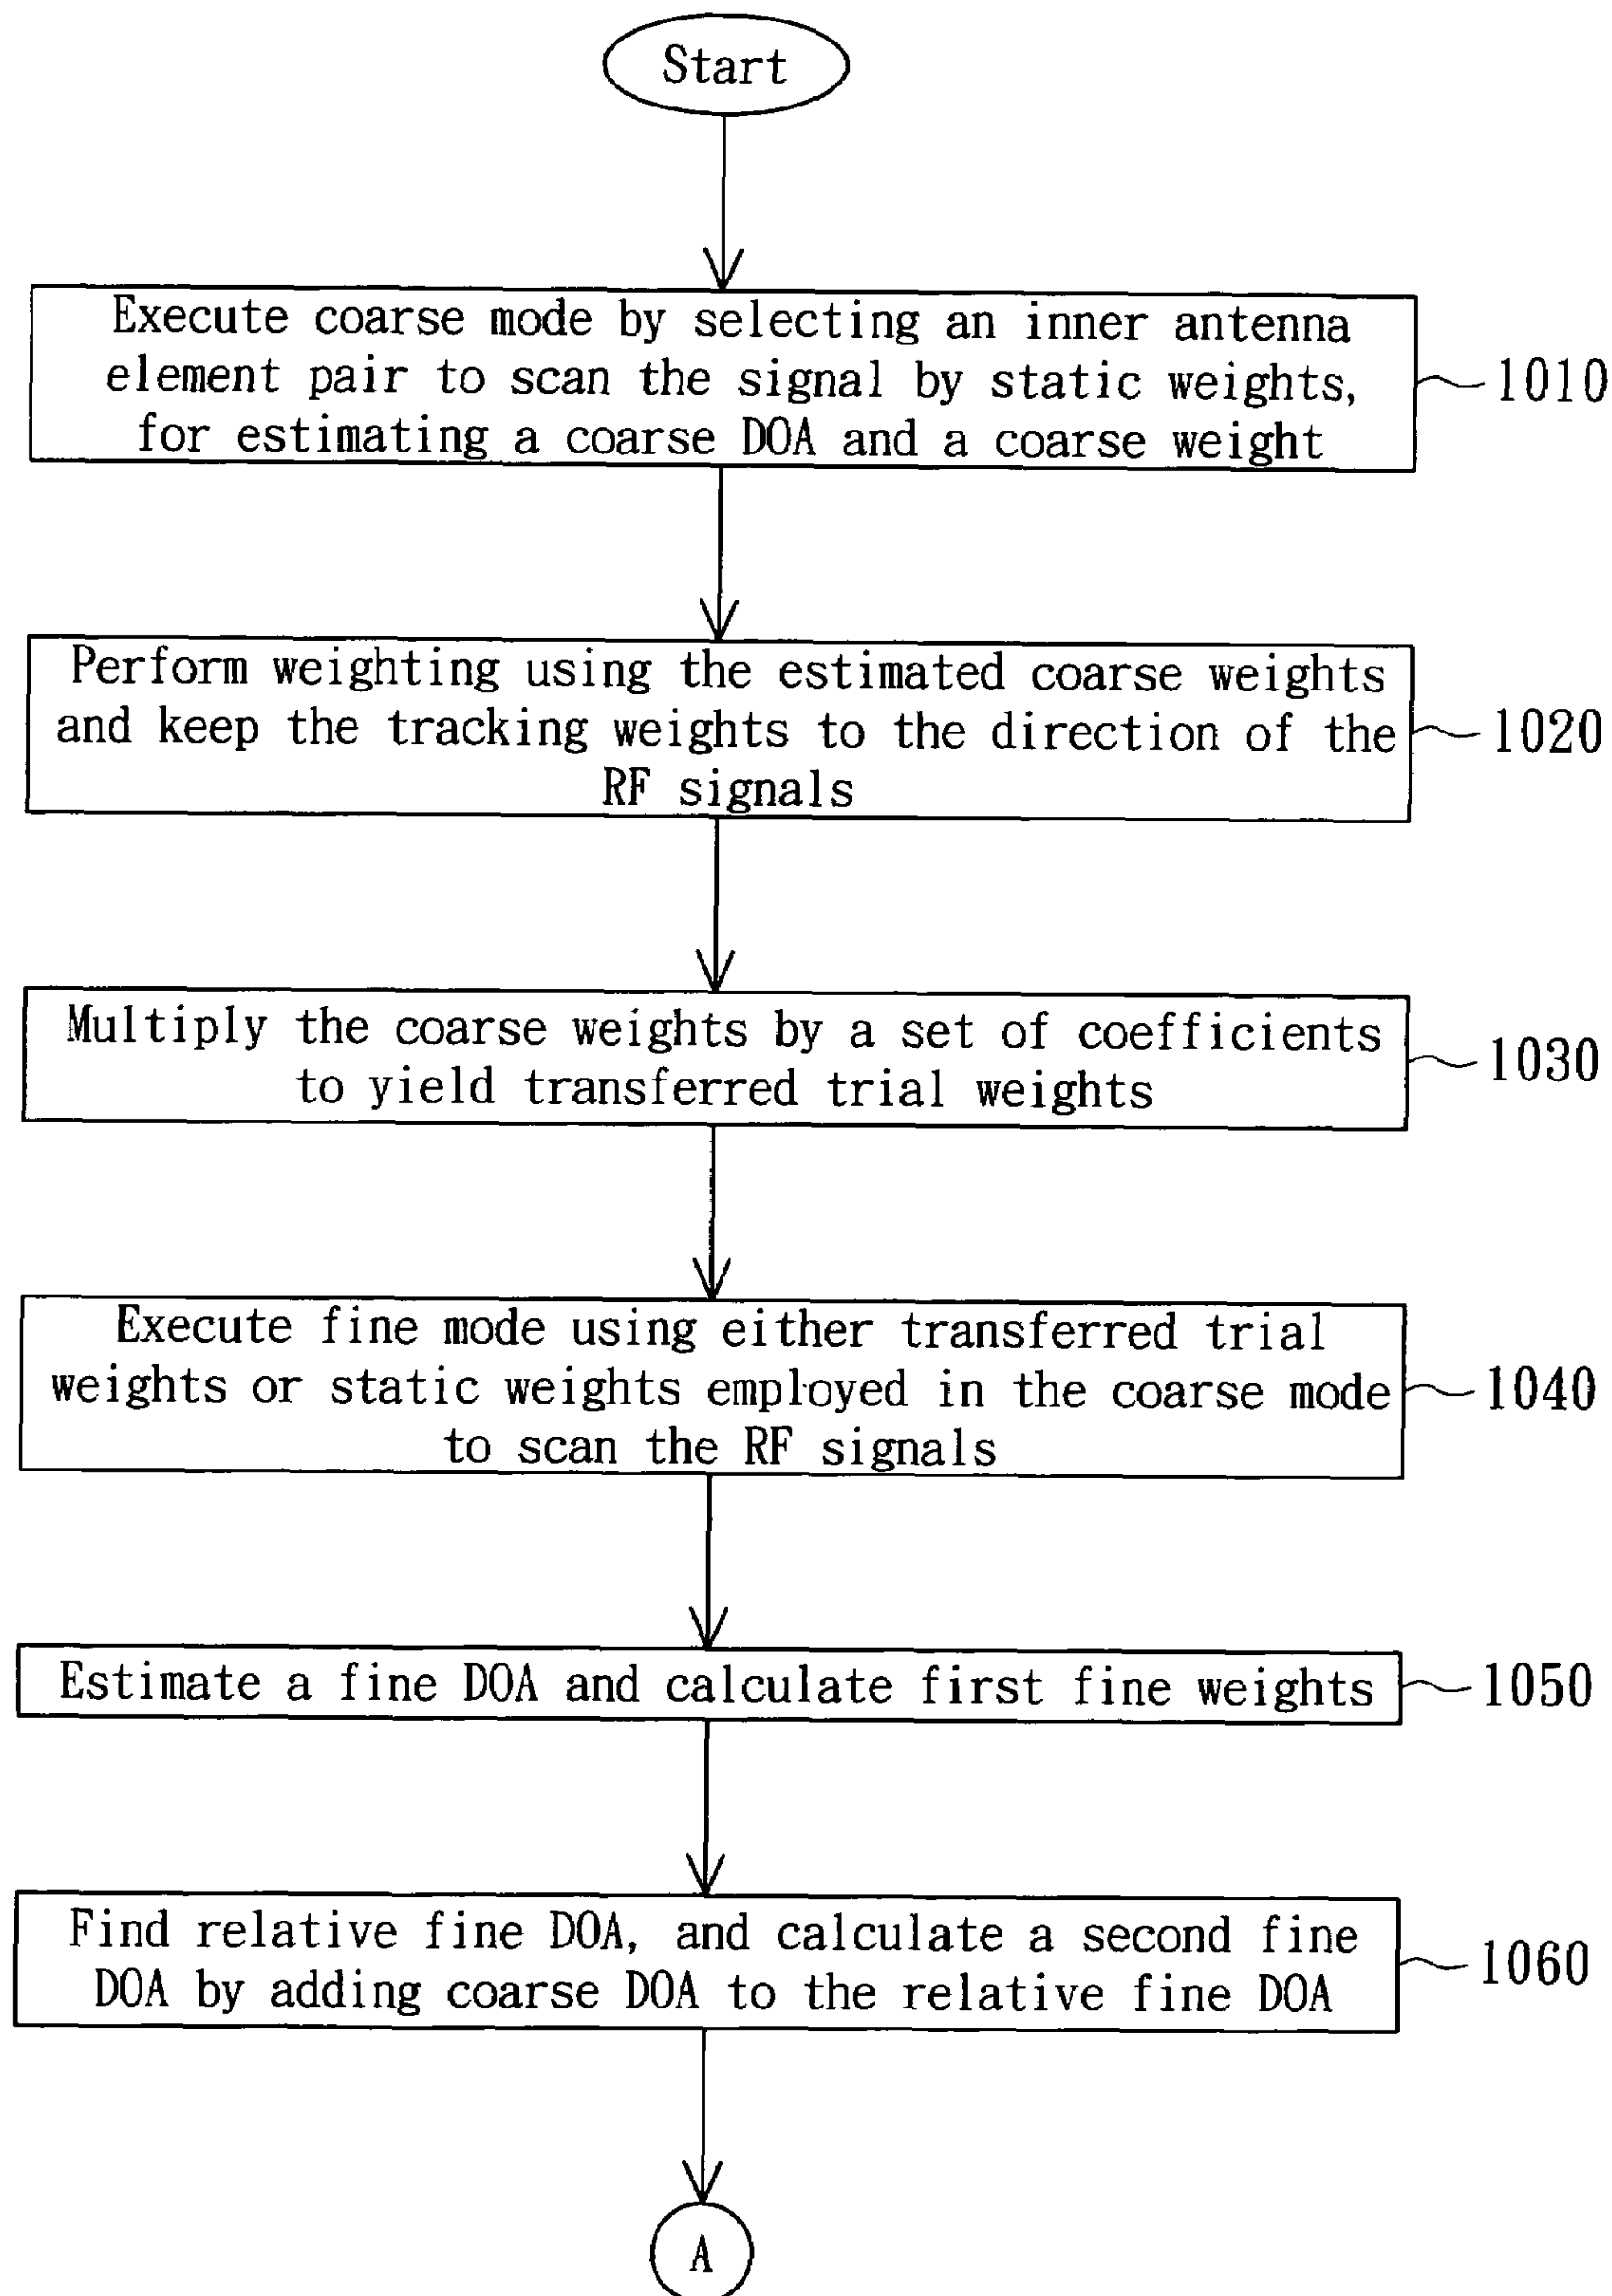 Start
Execute coarse mode by selecting an inner antenna
element pair to scan the signal by static weights,
for estimating a coarse DOA and a coarse weight
1010
Perform weighting using the estimated coarse weights
and keep the tracking weights to the direction of the
RF signals
1020
Multiply the coarse weights by a set of coefficients
to yield transferred trial weights
1030
Execute fine mode using either transferred trial
weights or static weights employed in the coarse mode
to scan the RF signals
1040
Estimate a fine DOA and calculate first fine weights
1050
Find relative fine DOA, and calculate a second fine
DOA by adding coarse DOA to the relative fine DOA
1060
A